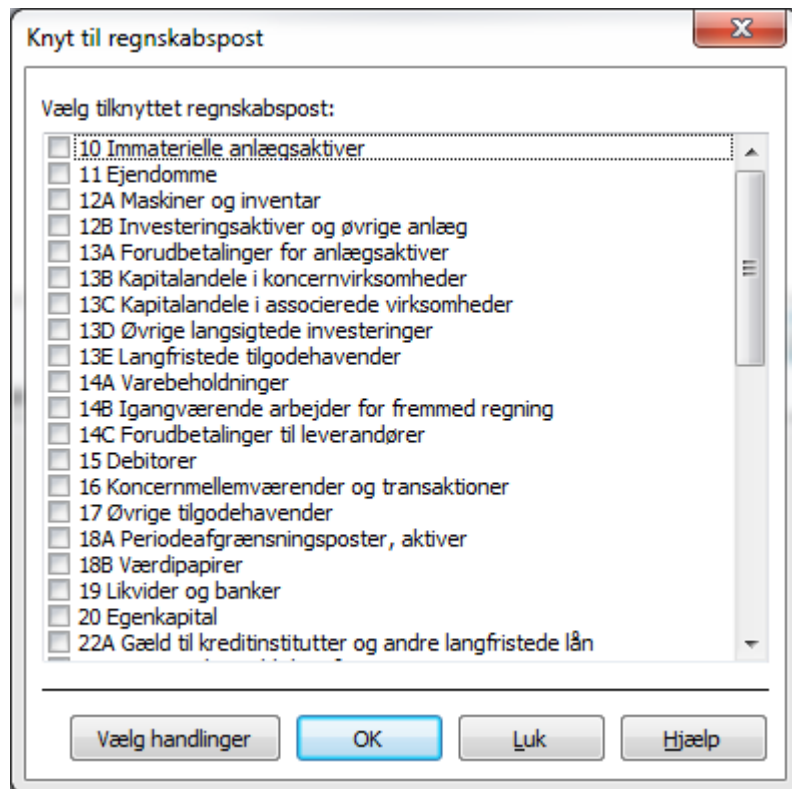 Knyt til regnskabspost
Vælg tilknyttet regnskabspost:
10 Immaterielle anlægsaktiver
11 Ejendomme
12A Maskiner og inventar
12B Investeringsaktiver og øvrige anlæg
13A Forudbetalinger for anlægsaktiver
13B Kapitalandele i koncernvirksomheder
13C Kapitalandele i associerede virksomheder
13D Øvrige langsigtede investeringer
13E Langfristede tilgodehavender
14A Varebeholdninger
14B Igangværende arbejder for fremmed regning
14C Forudbetalinger til leverandører
15 Debitorer
16 Koncernmellemværender og transaktioner
17 Øvrige tilgodehavender
18A Periodeafgrænsningsposter, aktiver
18B Værdipapirer
19 Likvider og banker
20 Egenkapital
22A Gæld til kreditinstitutter og andre langfristede lån
Vælg handlinger OK Luk Hjælp